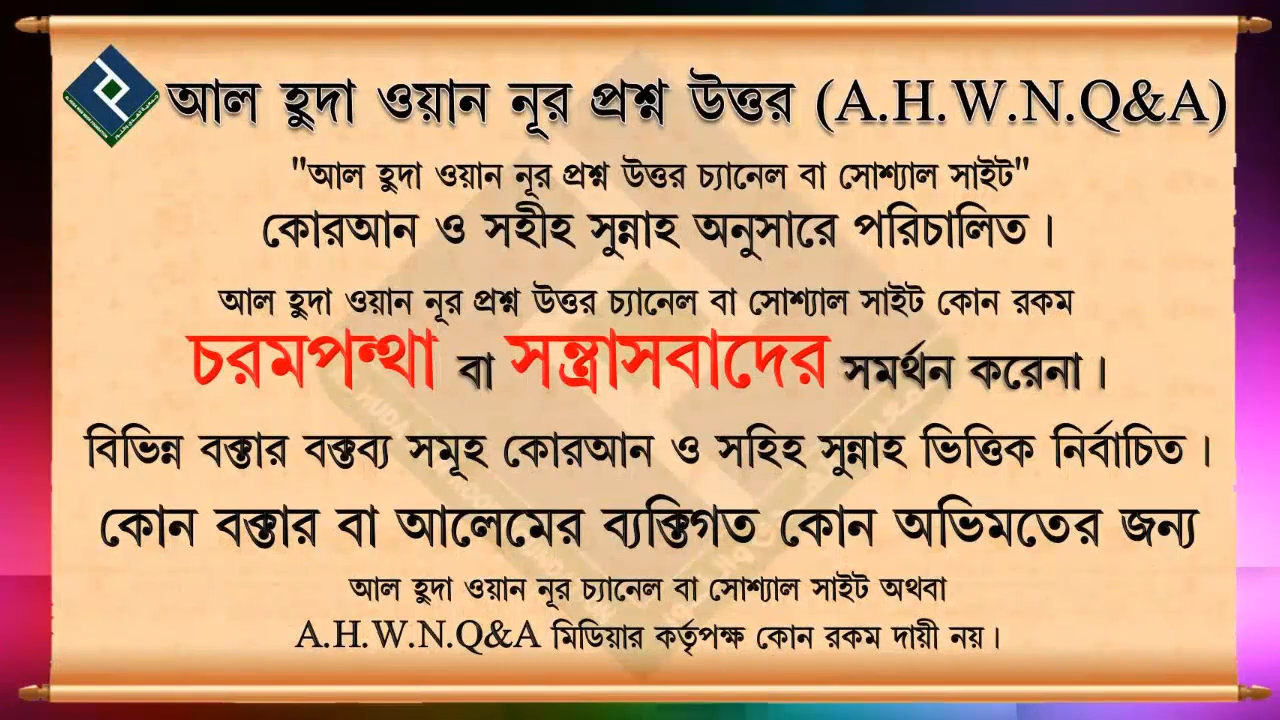 আল হুদা ওয়ান নূর প্রশ্ন উত্তর (A.H.W.N.Q&A)
"আল হুদা ওয়ান নূর প্রশ্ন উত্তর চ্যানেল বা সোশ্যাল সাইট"
কোরআন ও সহীহ সুন্নাহ অনুসারে পরিচালিত।
আল হুদা ওয়ান নূর প্রশ্ন উত্তর চ্যানেল বা সোশ্যাল সাইট কোন রকম
চরমপন্থা বা সন্ত্রাসবাদের সমর্থন করেনা।
বিভিন্ন বক্তার বক্তব্য সমূহ কোরআন ও সহিহ সুন্নাহ ভিত্তিক নির্বাচিত।
কোন বক্তার বা আলেমের ব্যক্তিগত কোন অভিমতের জন্য
আল হুদা ওয়ান নূর চ্যানেল বা সোশ্যাল সাইট অথবা
A.H.W.N.Q&A মিডিয়ার কর্তৃপক্ষ কোন রকম দায়ী নয়।